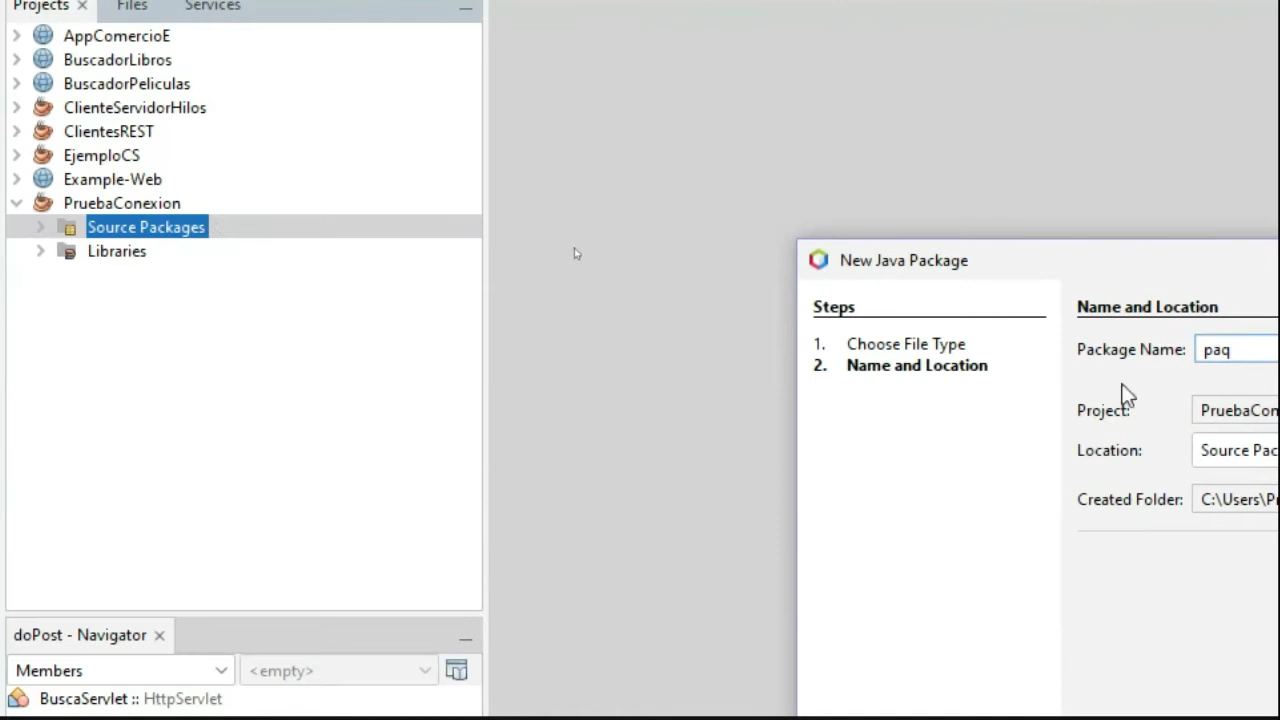 Projects Files Services
AppComercioE
BuscadorLibros
BuscadorPeliculas
ClienteServidorHilos
ClientesREST
EjemploCS
Example-Web
PruebaConexion
Source Packages
Libraries
New Java Package
Steps
1. Choose File Type
2. Name and Location
Name and Location
Package Name: paq
Project: PruebaCon
Location: Source Pac
Created Folder: C:\Users\P
doPost - Navigator
Members <empty>
BuscaServlet :: HttpServlet